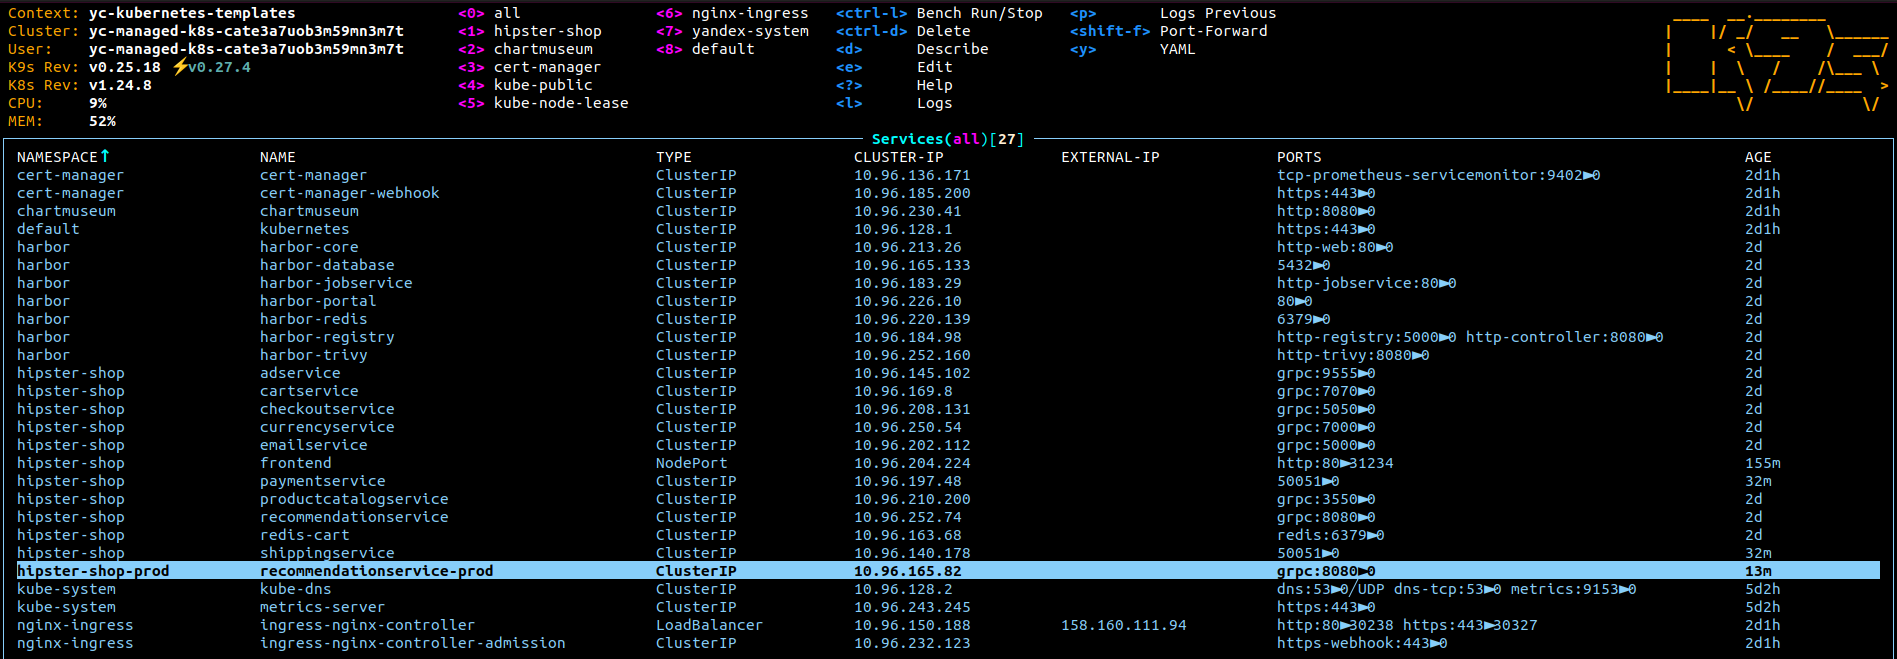 Context: yc-kubernetes-templates <0> all <6> nginx-ingress <ctrl-l> Bench Run/Stop <p> Logs Previous
Cluster: yc-managed-k8s-cate3a7uob3m59mn3m7t <1> hipster-shop <7> yandex-system <ctrl-d> Delete <shift-f> Port-Forward
User: yc-managed-k8s-cate3a7uob3m59mn3m7t <2> chartmuseum <8> default <d> Describe <y> YAML
K9s Rev: v0.25.18 ⚡v0.27.4 <3> cert-manager <e> Edit
K8s Rev: v1.24.8 <4> kube-public <?> Help
CPU: 9% <5> kube-node-lease <l> Logs
MEM: 52%
Services(all)[27]
NAMESPACE↑ NAME TYPE CLUSTER-IP EXTERNAL-IP PORTS AGE
cert-manager cert-manager ClusterIP 10.96.136.171 tcp-prometheus-servicemonitor:9402►0 2d1h
cert-manager cert-manager-webhook ClusterIP 10.96.185.200 https:443►0 2d1h
chartmuseum chartmuseum ClusterIP 10.96.230.41 http:8080►0 2d1h
default kubernetes ClusterIP 10.96.128.1 https:443►0 2d1h
harbor harbor-core ClusterIP 10.96.213.26 http-web:80►0 2d
harbor harbor-database ClusterIP 10.96.165.133 5432►0 2d
harbor harbor-jobservice ClusterIP 10.96.183.29 http-jobservice:80►0 2d
harbor harbor-portal ClusterIP 10.96.226.10 80►0 2d
harbor harbor-redis ClusterIP 10.96.220.139 6379►0 2d
harbor harbor-registry ClusterIP 10.96.184.98 http-registry:5000►0 http-controller:8080►0 2d
harbor harbor-trivy ClusterIP 10.96.252.160 http-trivy:8080►0 2d
hipster-shop adservice ClusterIP 10.96.145.102 grpc:9555►0 2d
hipster-shop cartservice ClusterIP 10.96.169.8 grpc:7070►0 2d
hipster-shop checkoutservice ClusterIP 10.96.208.131 grpc:5050►0 2d
hipster-shop currencyservice ClusterIP 10.96.250.54 grpc:7000►0 2d
hipster-shop emailservice ClusterIP 10.96.202.112 grpc:5000►0 2d
hipster-shop frontend NodePort 10.96.204.224 http:80►31234 155m
hipster-shop paymentservice ClusterIP 10.96.197.48 50051►0 32m
hipster-shop productcatalogservice ClusterIP 10.96.210.200 grpc:3550►0 2d
hipster-shop recommendationservice ClusterIP 10.96.252.74 grpc:8080►0 2d
hipster-shop redis-cart ClusterIP 10.96.163.68 redis:6379►0 2d
hipster-shop shippingservice ClusterIP 10.96.140.178 50051►0 32m
hipster-shop-prod recommendationservice-prod ClusterIP 10.96.165.82 grpc:8080►0 13m
kube-system kube-dns ClusterIP 10.96.128.2 dns:53►0/UDP dns-tcp:53►0 metrics:9153►0 5d2h
kube-system metrics-server ClusterIP 10.96.243.245 https:443►0 5d2h
nginx-ingress ingress-nginx-controller LoadBalancer 10.96.150.188 158.160.111.94 http:80►30238 https:443►30327 2d1h
nginx-ingress ingress-nginx-controller-admission ClusterIP 10.96.232.123 https-webhook:443►0 2d1h